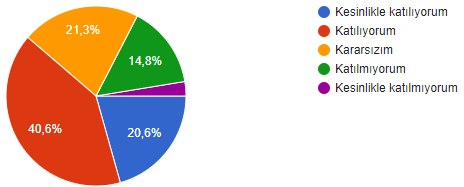 21,3%
14,8%
40,6%
20,6%
Kesinlikle katılıyorum
Katılıyorum
Kararsızım
Katılmıyorum
Kesinlikle katılmıyorum